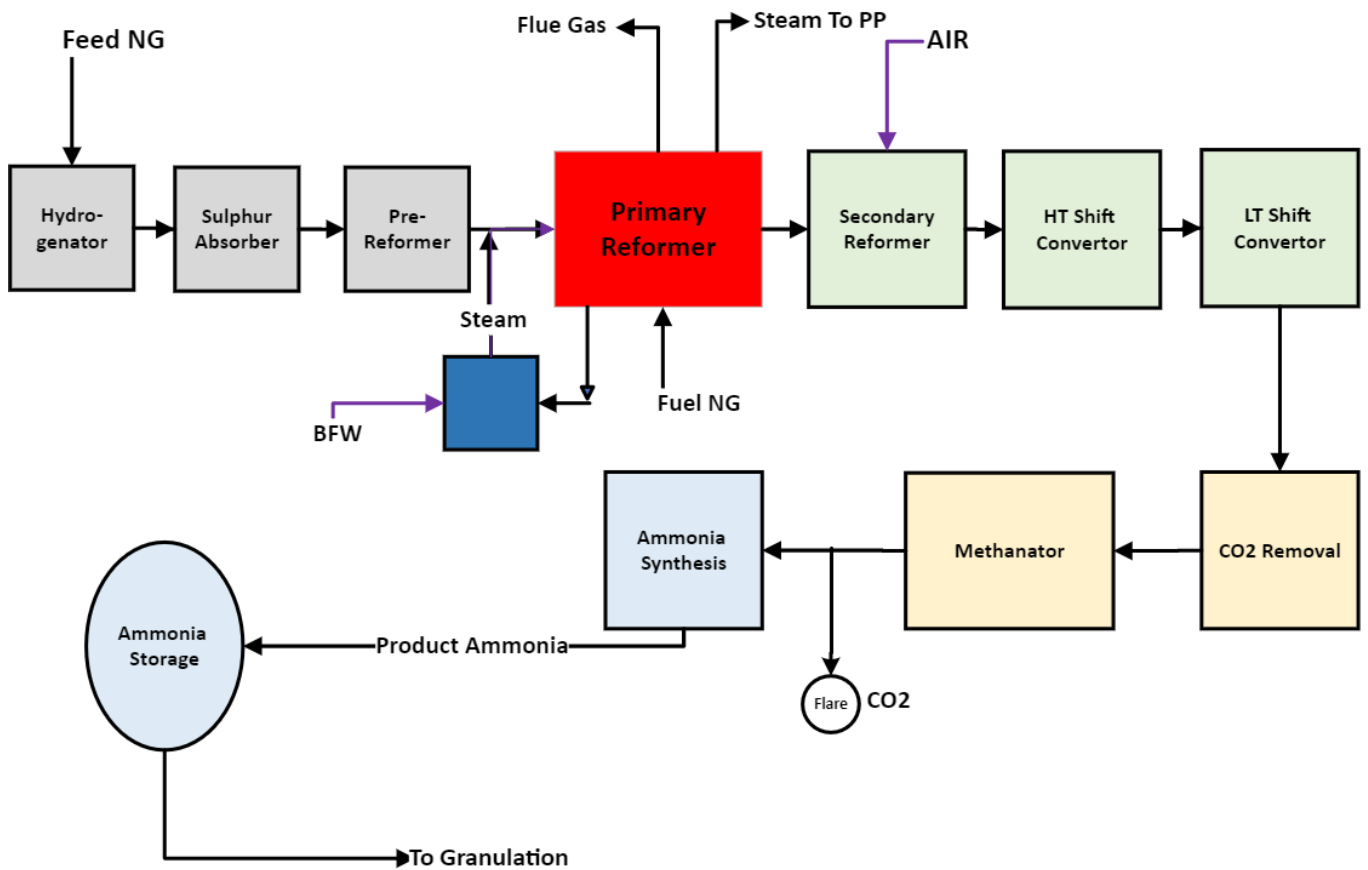 Feed NG
Flue Gas
Steam To PP
AIR
Hydro-
genator
Sulphur
Absorber
Pre-
Reformer
Primary
Reformer
Secondary
Reformer
HT Shift
Convertor
LT Shift
Convertor
Steam
BFW
Fuel NG
Ammonia
Synthesis
Methanator
CO2 Removal
Ammonia
Storage
Product Ammonia
Flare
CO2
To Granulation